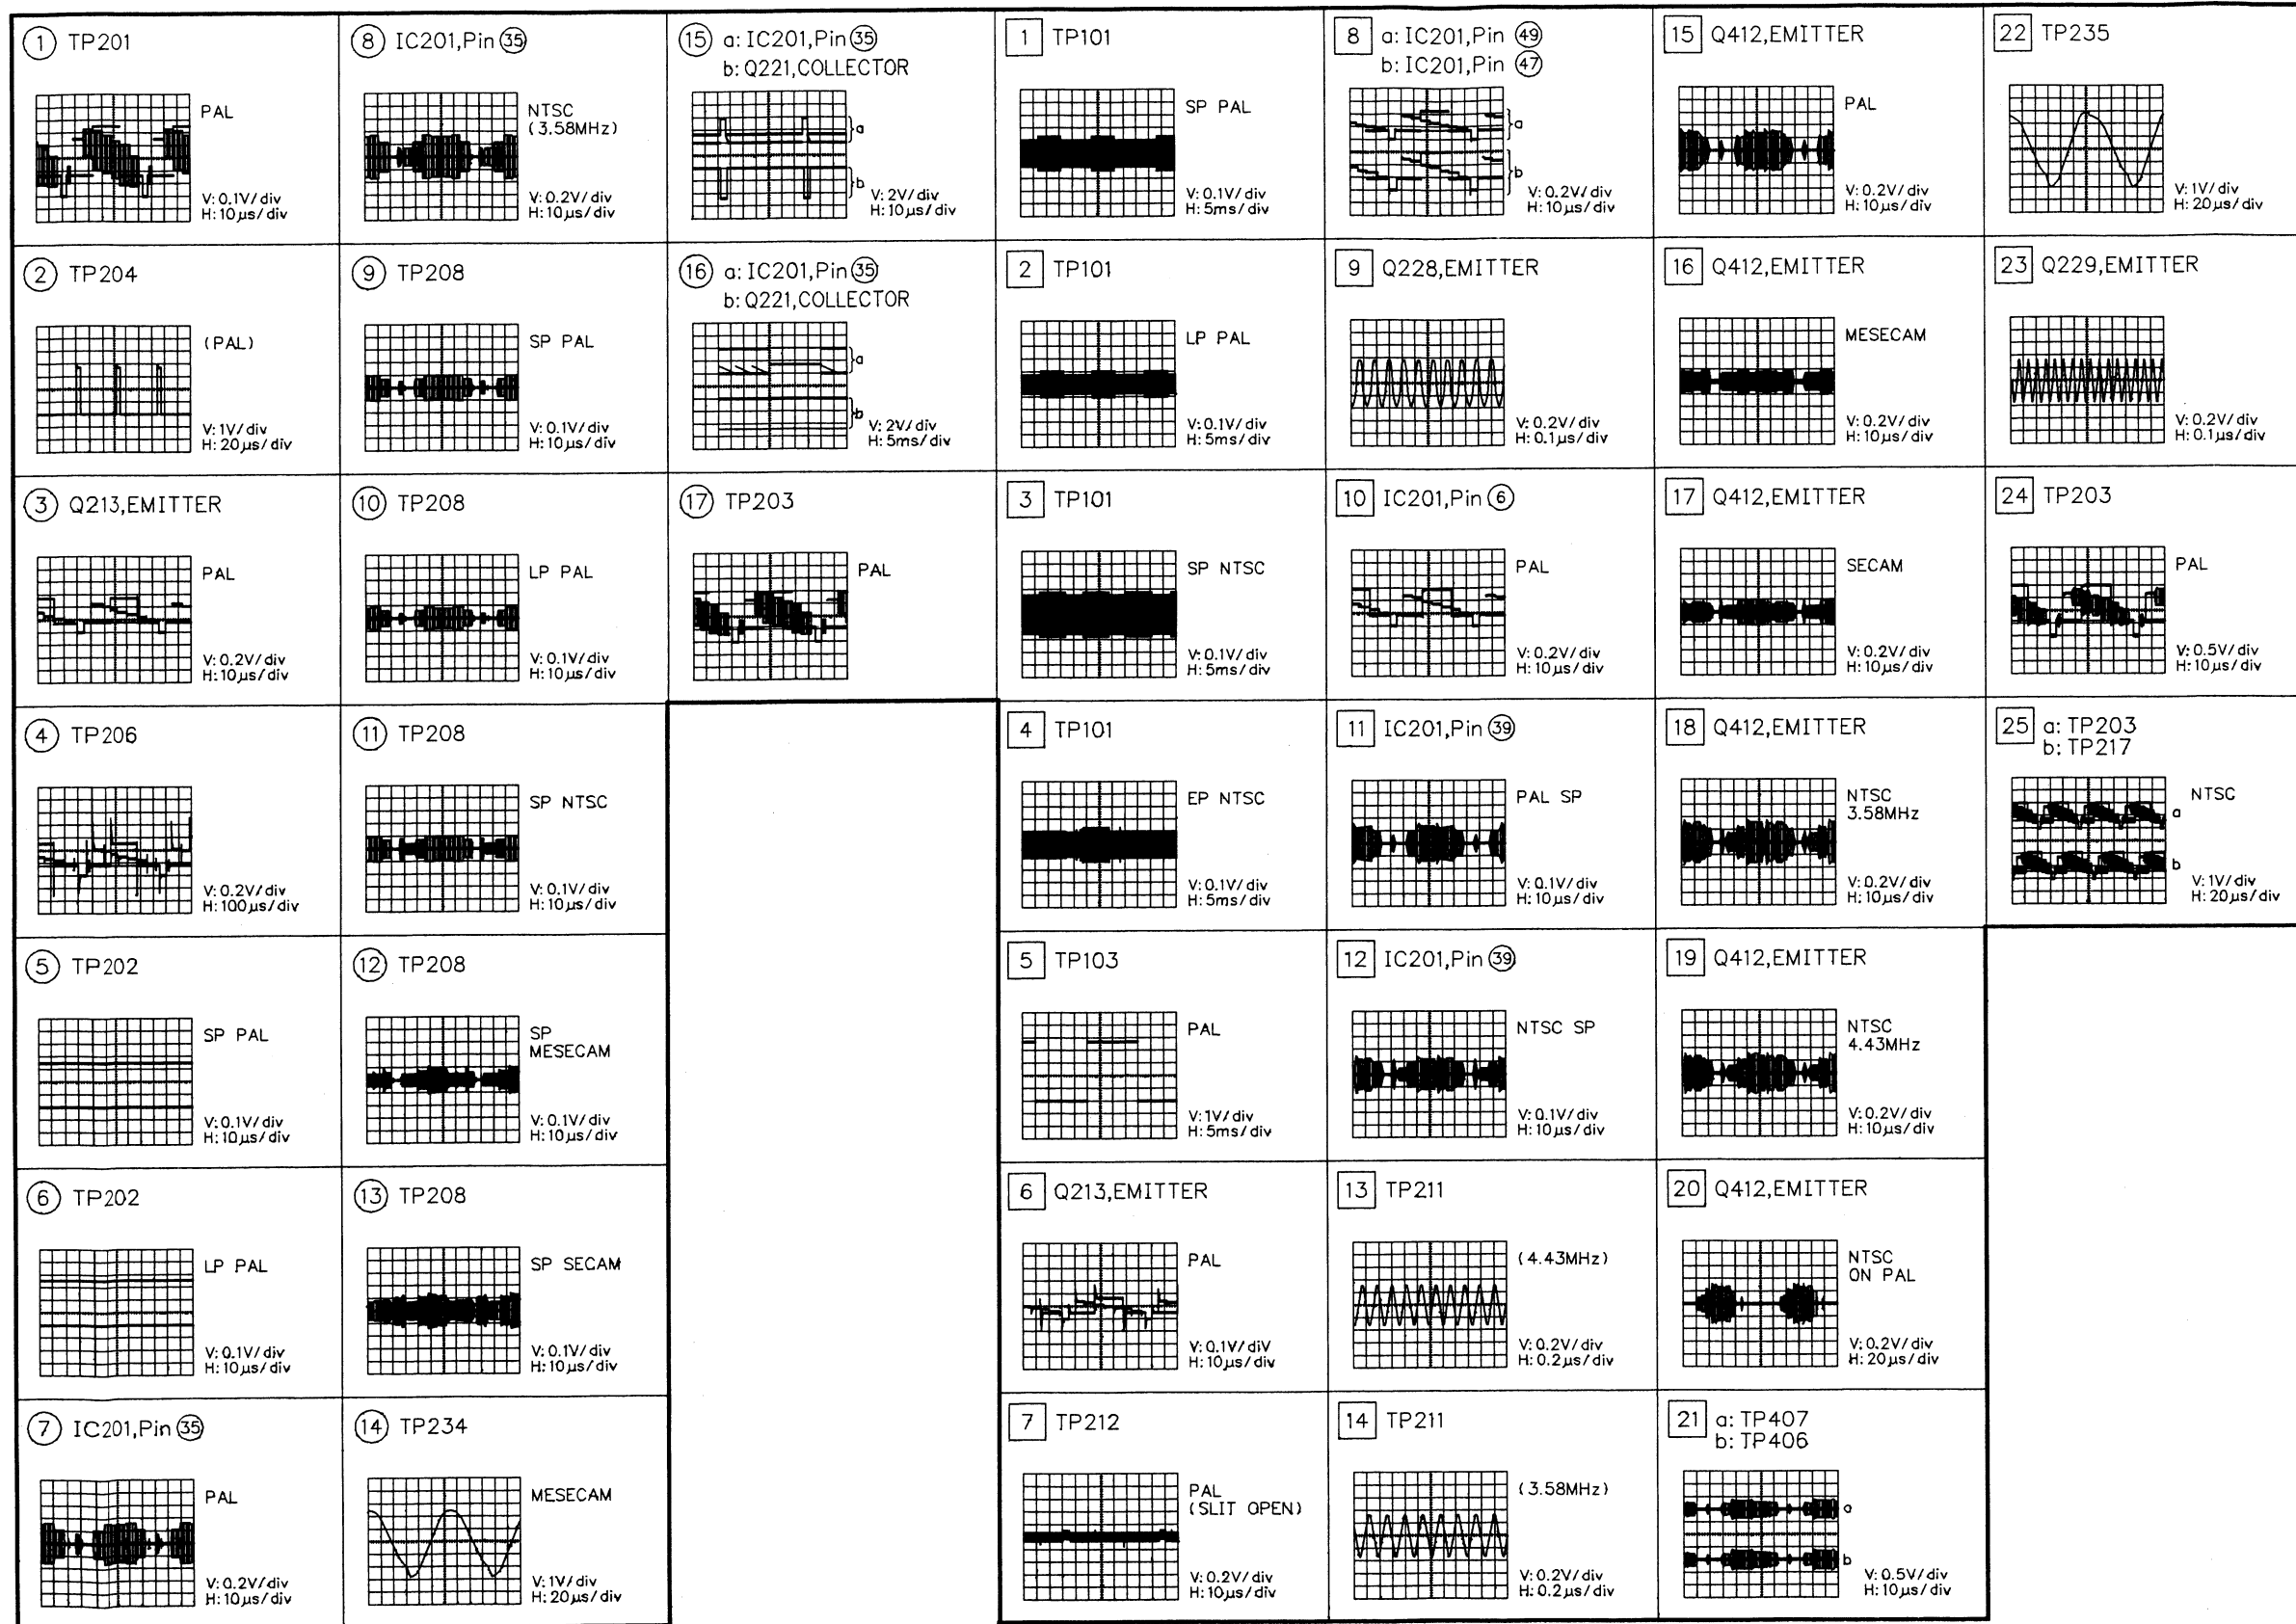 ① TP201
PAL
V: 0.1V/div
H: 10µs/div
② TP204
(PAL)
V: 1V/div
H: 20µs/div
③ Q213,EMITTER
PAL
V: 0.2V/div
H: 10µs/div
④ TP206
V: 0.2V/div
H: 100µs/div
⑤ TP202
SP PAL
V: 0.1V/div
H: 10µs/div
⑥ TP202
LP PAL
V: 0.1V/div
H: 10µs/div
⑦ IC201,Pin ㉟
PAL
V: 0.2V/div
H: 10µs/div
⑧ IC201,Pin ㉟
NTSC
(3.58MHz)
V: 0.2V/div
H: 10µs/div
⑨ TP208
SP PAL
V: 0.1V/div
H: 10µs/div
⑩ TP208
LP PAL
V: 0.1V/div
H: 10µs/div
⑪ TP208
SP NTSC
V: 0.1V/div
H: 10µs/div
⑫ TP208
SP
MESECAM
V: 0.1V/div
H: 10µs/div
⑬ TP208
SP SECAM
V: 0.1V/div
H: 10µs/div
⑭ TP234
MESECAM
V: 1V/div
H: 20µs/div
⑮ a: IC201,Pin ㉟
b: Q221,COLLECTOR
a
b
V: 2V/div
H: 10µs/div
⑯ a: IC201,Pin ㉟
b: Q221,COLLECTOR
a
b
V: 2V/div
H: 5ms/div
⑰ TP203
PAL
1 TP101
SP PAL
V: 0.1V/div
H: 5ms/div
2 TP101
LP PAL
V: 0.1V/div
H: 5ms/div
3 TP101
SP NTSC
V: 0.1V/div
H: 5ms/div
4 TP101
EP NTSC
V: 0.1V/div
H: 5ms/div
5 TP103
PAL
V: 1V/div
H: 5ms/div
6 Q213,EMITTER
PAL
V: 0.1V/diV
H: 10µs/div
7 TP212
PAL
(SLIT OPEN)
V: 0.2V/div
H: 10µs/div
8 a: IC201,Pin ㊾
b: IC201,Pin ㊼
a
b
V: 0.2V/div
H: 10µs/div
9 Q228,EMITTER
V: 0.2V/div
H: 0.1µs/div
10 IC201,Pin ⑥
PAL
V: 0.2V/div
H: 10µs/div
11 IC201,Pin ㊴
PAL SP
V: 0.1V/div
H: 10µs/div
12 IC201,Pin ㊴
NTSC SP
V: 0.1V/div
H: 10µs/div
13 TP211
(4.43MHz)
V: 0.2V/div
H: 0.2µs/div
14 TP211
(3.58MHz)
V: 0.2V/div
H: 0.2µs/div
15 Q412,EMITTER
PAL
V: 0.2V/div
H: 10µs/div
16 Q412,EMITTER
MESECAM
V: 0.2V/div
H: 10µs/div
17 Q412,EMITTER
SECAM
V: 0.2V/div
H: 10µs/div
18 Q412,EMITTER
NTSC
3.58MHz
V: 0.2V/div
H: 10µs/div
19 Q412,EMITTER
NTSC
4.43MHz
V: 0.2V/div
H: 10µs/div
20 Q412,EMITTER
NTSC
ON PAL
V: 0.2V/div
H: 20µs/div
21 a: TP407
b: TP406
a
b
V: 0.5V/div
H: 10µs/div
22 TP235
V: 1V/div
H: 20µs/div
23 Q229,EMITTER
V: 0.2V/div
H: 0.1µs/div
24 TP203
PAL
V: 0.5V/div
H: 10µs/div
25 a: TP203
b: TP217
NTSC
a
b
V: 1V/div
H: 20µs/div